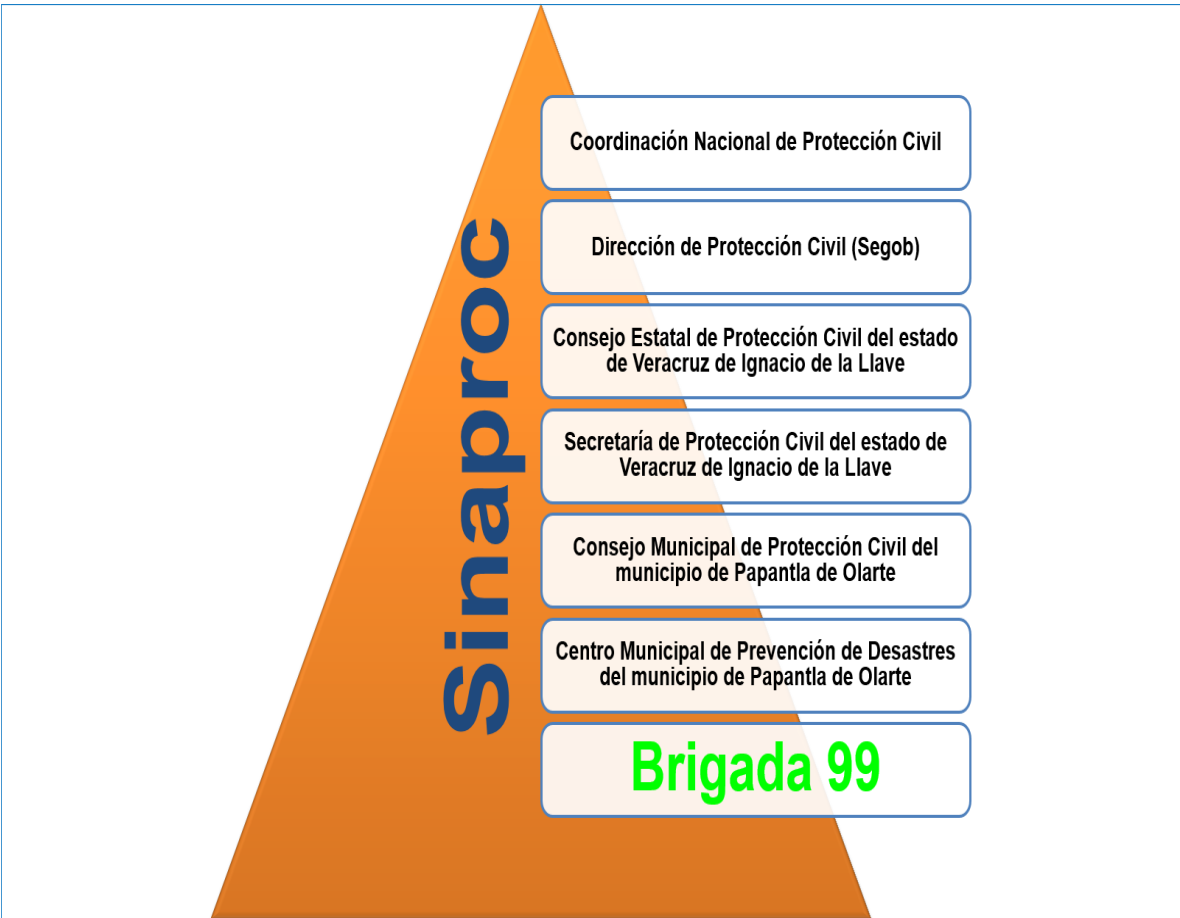 Sinaproc
Coordinación Nacional de Protección Civil
Dirección de Protección Civil (Segob)
Consejo Estatal de Protección Civil del estado
de Veracruz de Ignacio de la Llave
Secretaría de Protección Civil del estado de
Veracruz de Ignacio de la Llave
Consejo Municipal de Protección Civil del
municipio de Papantla de Olarte
Centro Municipal de Prevención de Desastres
del municipio de Papantla de Olarte
Brigada 99